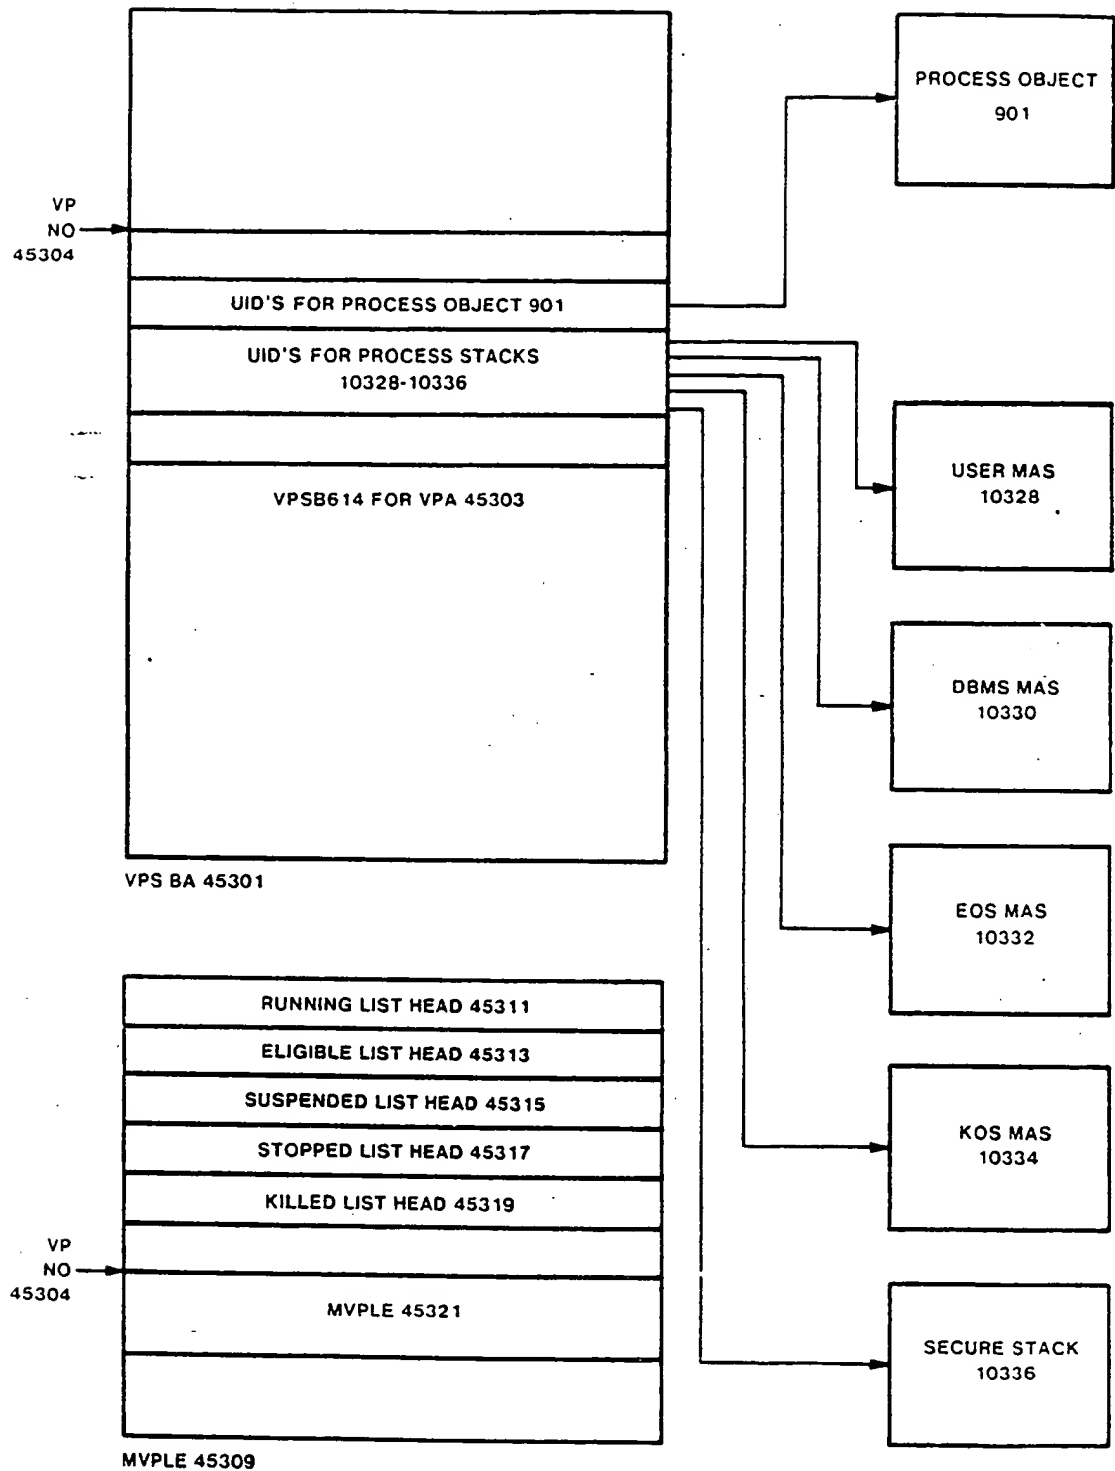 PROCESS OBJECT
901
VP
NO
45304
UID'S FOR PROCESS OBJECT 901
UID'S FOR PROCESS STACKS
10328-10336
VPSB614 FOR VPA 45303
VPS BA 45301
USER MAS
10328
DBMS MAS
10330
EOS MAS
10332
KOS MAS
10334
SECURE STACK
10336
RUNNING LIST HEAD 45311
ELIGIBLE LIST HEAD 45313
SUSPENDED LIST HEAD 45315
STOPPED LIST HEAD 45317
KILLED LIST HEAD 45319
VP
NO
45304
MVPLE 45321
MVPLE 45309